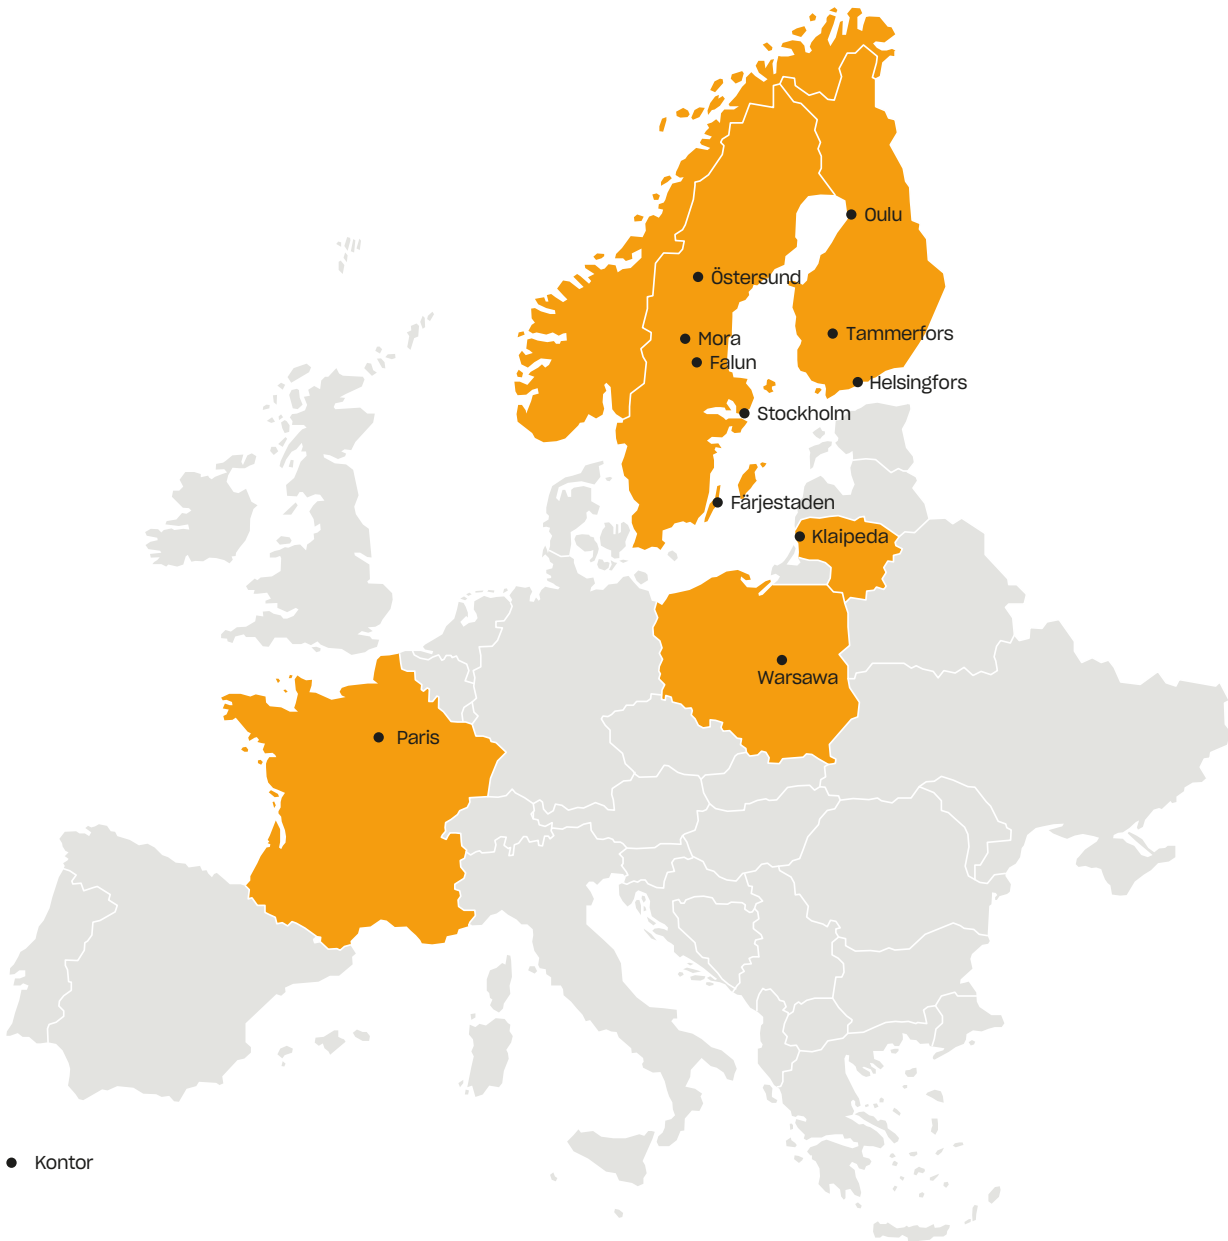 Oulu
Östersund
Tammerfors
Mora
Falun
Helsingfors
Stockholm
Färjestaden
Klaipeda
Warsawa
Paris
Kontor